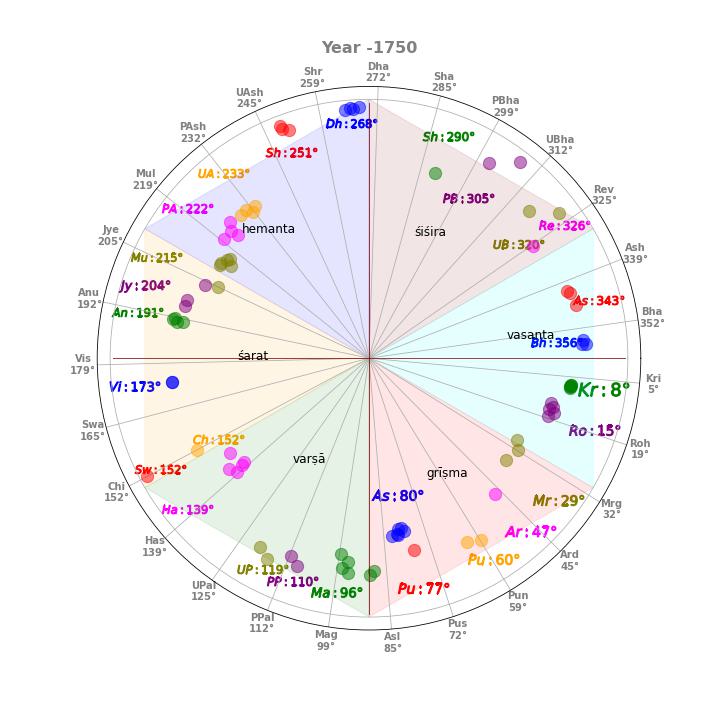 Year -1750
Dha
272°
Shr
259°
Sha
285°
UAsh
245°
PBha
299°
PAsh
232°
UBha
312°
Mul
219°
Rev
325°
Jye
205°
Ash
339°
Anu
192°
Bha
352°
Vis
179°
Kri
5°
Swa
165°
Roh
19°
Chi
152°
Mrg
32°
Has
139°
Ard
45°
UPal
125°
Pun
59°
PPal
112°
Pus
72°
Mag
99°
Asl
85°
Dh:268°
Sh:290°
Sh:251°
UA:233°
PB:305°
PA:222°
Re:326°
hemanta
śiśira
UB:320°
Mu:215°
Jy:204°
As:343°
An:191°
vasanta
Bh:356°
śarat
Vi:173°
Kr:8°
Ro:15°
Ch:152°
Sw:152°
varṣā
grīṣma
As:80°
Mr:29°
Ha:139°
Ar:47°
UP:119°
Pu:60°
PP:110°
Ma:96°
Pu:77°